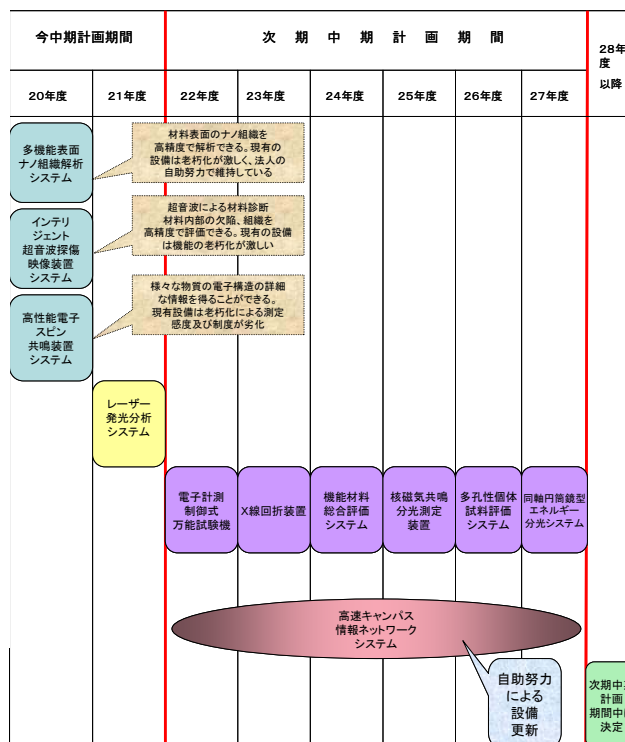 今中期計画期間
次 期 中 期 計 画 期 間
28年
度
以降
20年度
21年度
22年度
23年度
24年度
25年度
26年度
27年度
多機能表面
ナノ組織解析
システム
材料表面のナノ組織を
高精度で解析できる。現有の
設備は老朽化が激しく、法人の
自助努力で維持している
インテリ
ジェント
超音波探傷
映像装置
システム
超音波による材料診断
材料内部の欠陥、組織を
高精度で評価できる。現有の設備
は機能の老朽化が激しい
高性能電子
スピン
共鳴装置
システム
様々な物質の電子構造の詳細
な情報を得ることができる。
現有設備は老朽化による測定
感度及び制度が劣化
レーザー
発光分析
システム
電子計測
制御式
万能試験機
X線回折装置
機能材料
総合評価
システム
核磁気共鳴
分光測定
装置
多孔性個体
試料評価
システム
同軸円筒鏡型
エネルギー
分光システム
高速キャンパス
情報ネットワーク
システム
自助努力
による
設備
更新
次期中
計画
期間中
決定